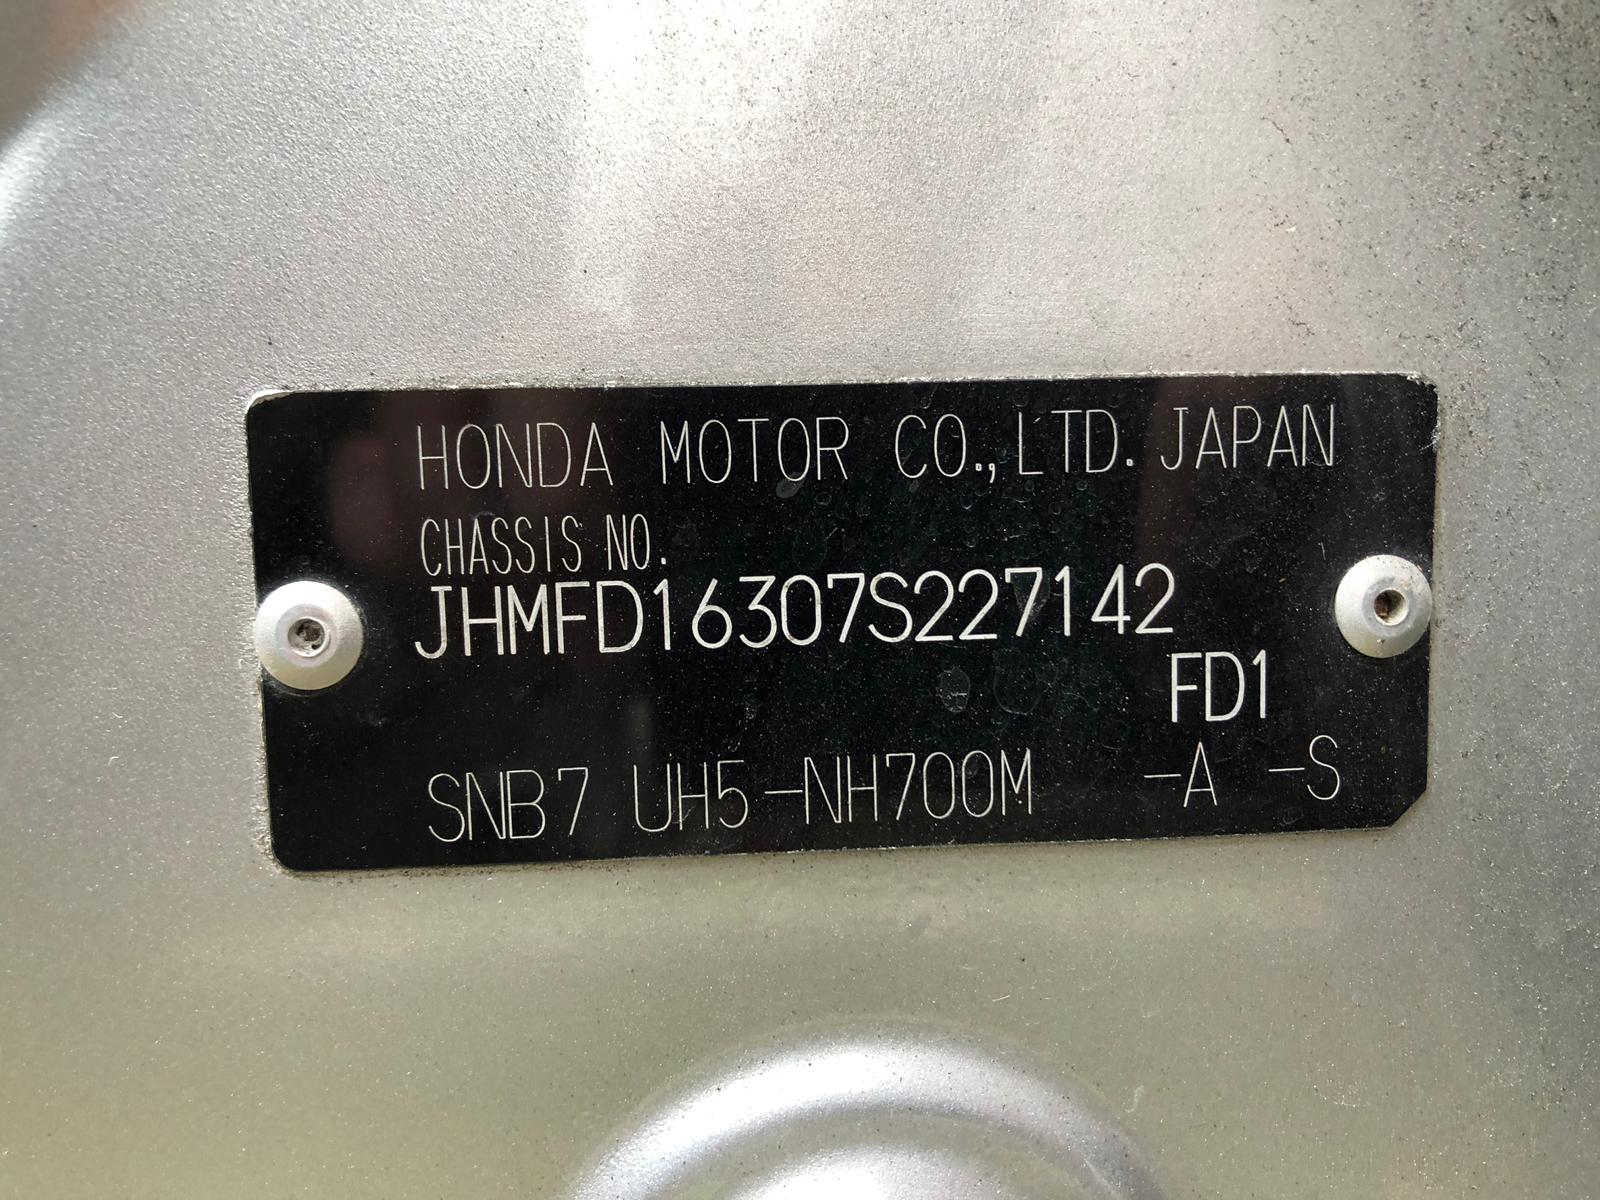 HONDA MOTOR CO., LTD. JAPAN
CHASSIS NO.
JHMFD16307S227142
FD1
SNB7 UH5-NH700M -A -S